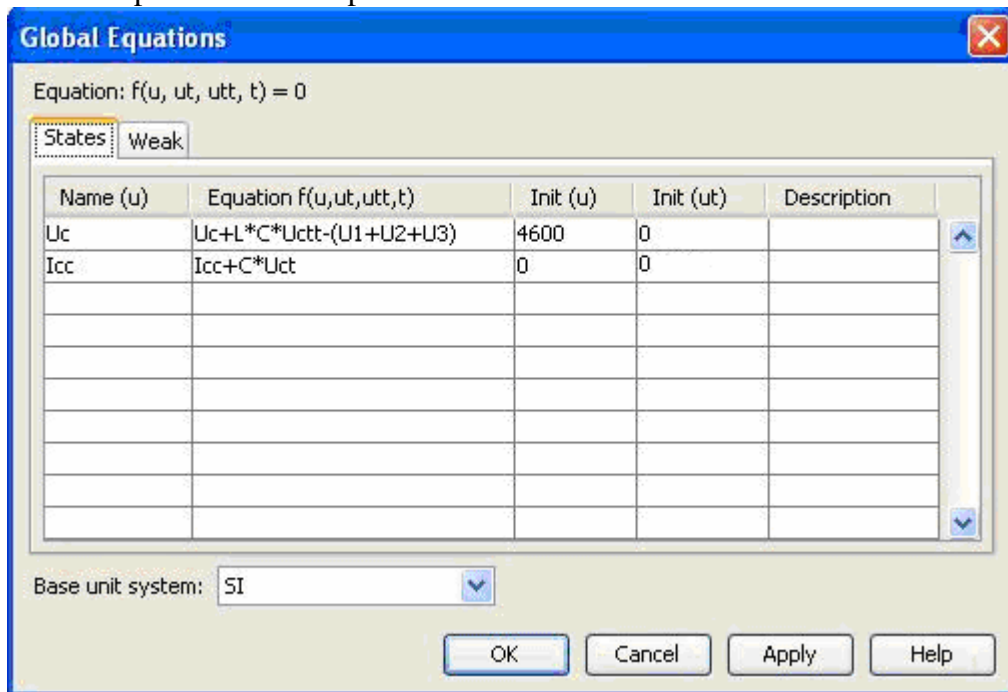 Global Equations
Equation: f(u, ut, utt, t) = 0
States Weak
Name (u) Equation f(u,ut,utt,t) Init (u) Init (ut) Description
Uc Uc+L*C*Uctt-(U1+U2+U3) 4600 0
Icc Icc+C*Uct 0 0
Base unit system: SI
OK Cancel Apply Help